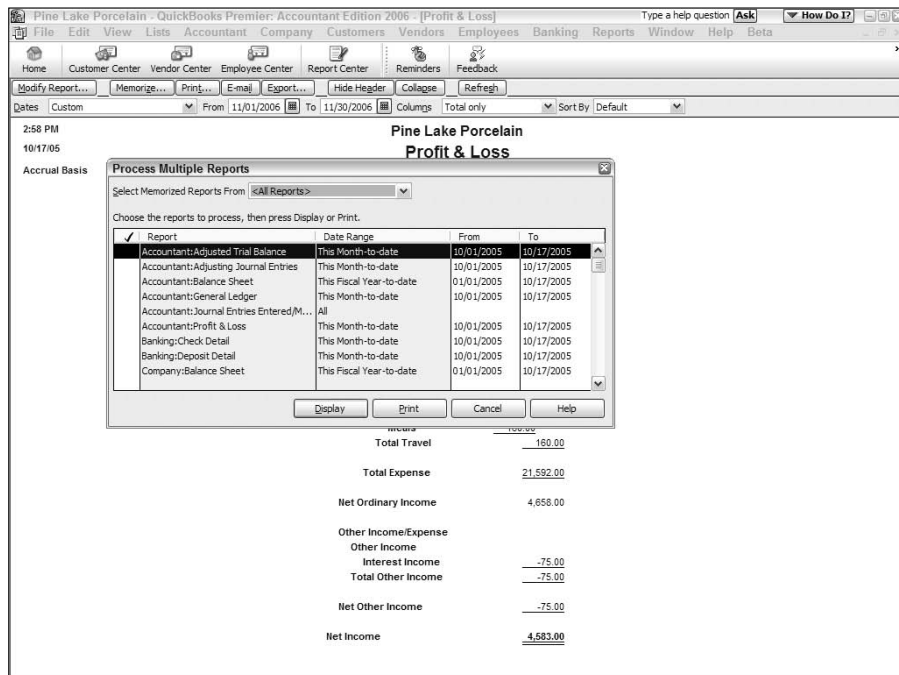 Pine Lake Porcelain - QuickBooks Premier: Accountant Edition 2006 - [Profit & Loss]
Type a help question Ask
How Do I?
File Edit View Lists Accountant Company Customers Vendors Employees Banking Reports Window Help Beta
Home Customer Center Vendor Center Employee Center Report Center Reminders Feedback
Modify Report... Memorize... Print... E-mail Export... Hide Header Collapse Refresh
Dates Custom From 11/01/2006 To 11/30/2006 Columns Total only Sort By Default
2:58 PM
Pine Lake Porcelain
10/17/05
Profit & Loss
Accrual Basis
Process Multiple Reports
Select Memorized Reports From <All Reports>
Choose the reports to process, then press Display or Print.
Report Date Range From To
Accountant:Adjusted Trial Balance This Month-to-date 10/01/2005 10/17/2005
Accountant:Adjusting Journal Entries This Month-to-date 10/01/2005 10/17/2005
Accountant:Balance Sheet This Fiscal Year-to-date 01/01/2005 10/17/2005
Accountant:General Ledger This Month-to-date 10/01/2005 10/17/2005
Accountant:Journal Entries Entered/M... All
Accountant:Profit & Loss This Month-to-date 10/01/2005 10/17/2005
Banking:Check Detail This Month-to-date 10/01/2005 10/17/2005
Banking:Deposit Detail This Month-to-date 10/01/2005 10/17/2005
Company:Balance Sheet This Fiscal Year-to-date 01/01/2005 10/17/2005
Display Print Cancel Help
Total Travel 160.00
Total Expense 21,592.00
Net Ordinary Income 4,658.00
Other Income/Expense
Other Income
Interest Income -75.00
Total Other Income -75.00
Net Other Income -75.00
Net Income 4,583.00